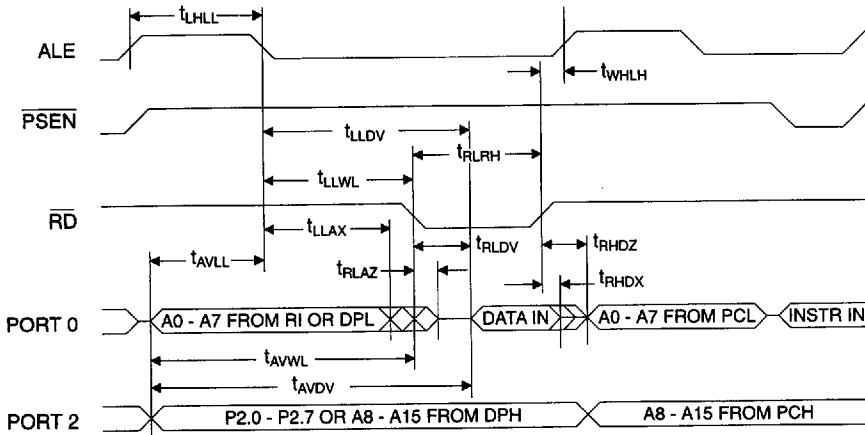 tLHLL
ALE
tWHLH
PSEN
tLLDV
tRLRH
tLLWL
RD
tLLAX
tRLDV
tRHDZ
tAVLL
tRLAZ
tRHDX
PORT 0
A0 - A7 FROM RI OR DPL
DATA IN
A0 - A7 FROM PCL
INSTR IN
tAVWL
tAVDV
PORT 2
P2.0 - P2.7 OR A8 - A15 FROM DPH
A8 - A15 FROM PCH